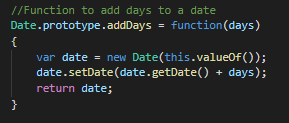 //Function to add days to a date
Date.prototype.addDays = function(days)
{
    var date = new Date(this.valueOf());
    date.setDate(date.getDate() + days);
    return date;
}